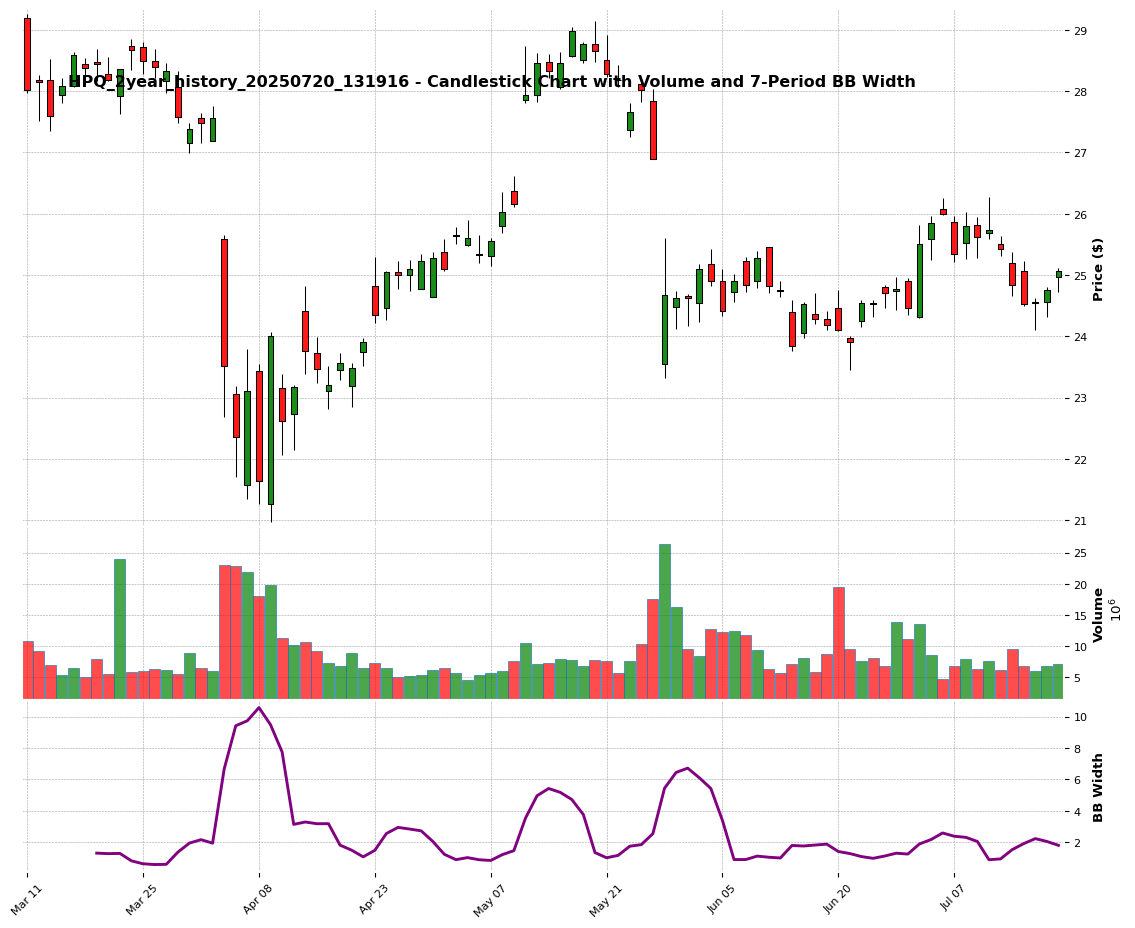 HPQ_2year_history_20250720_131916 - Candlestick Chart with Volume and 7-Period BB Width
29
28
27
26
25
24
23
22
21
Price ($)
25
20
15
10
5
Volume
10^6
10
8
6
4
2
BB Width
Mar 11
Mar 25
Apr 08
Apr 23
May 07
May 21
Jun 05
Jun 20
Jul 07